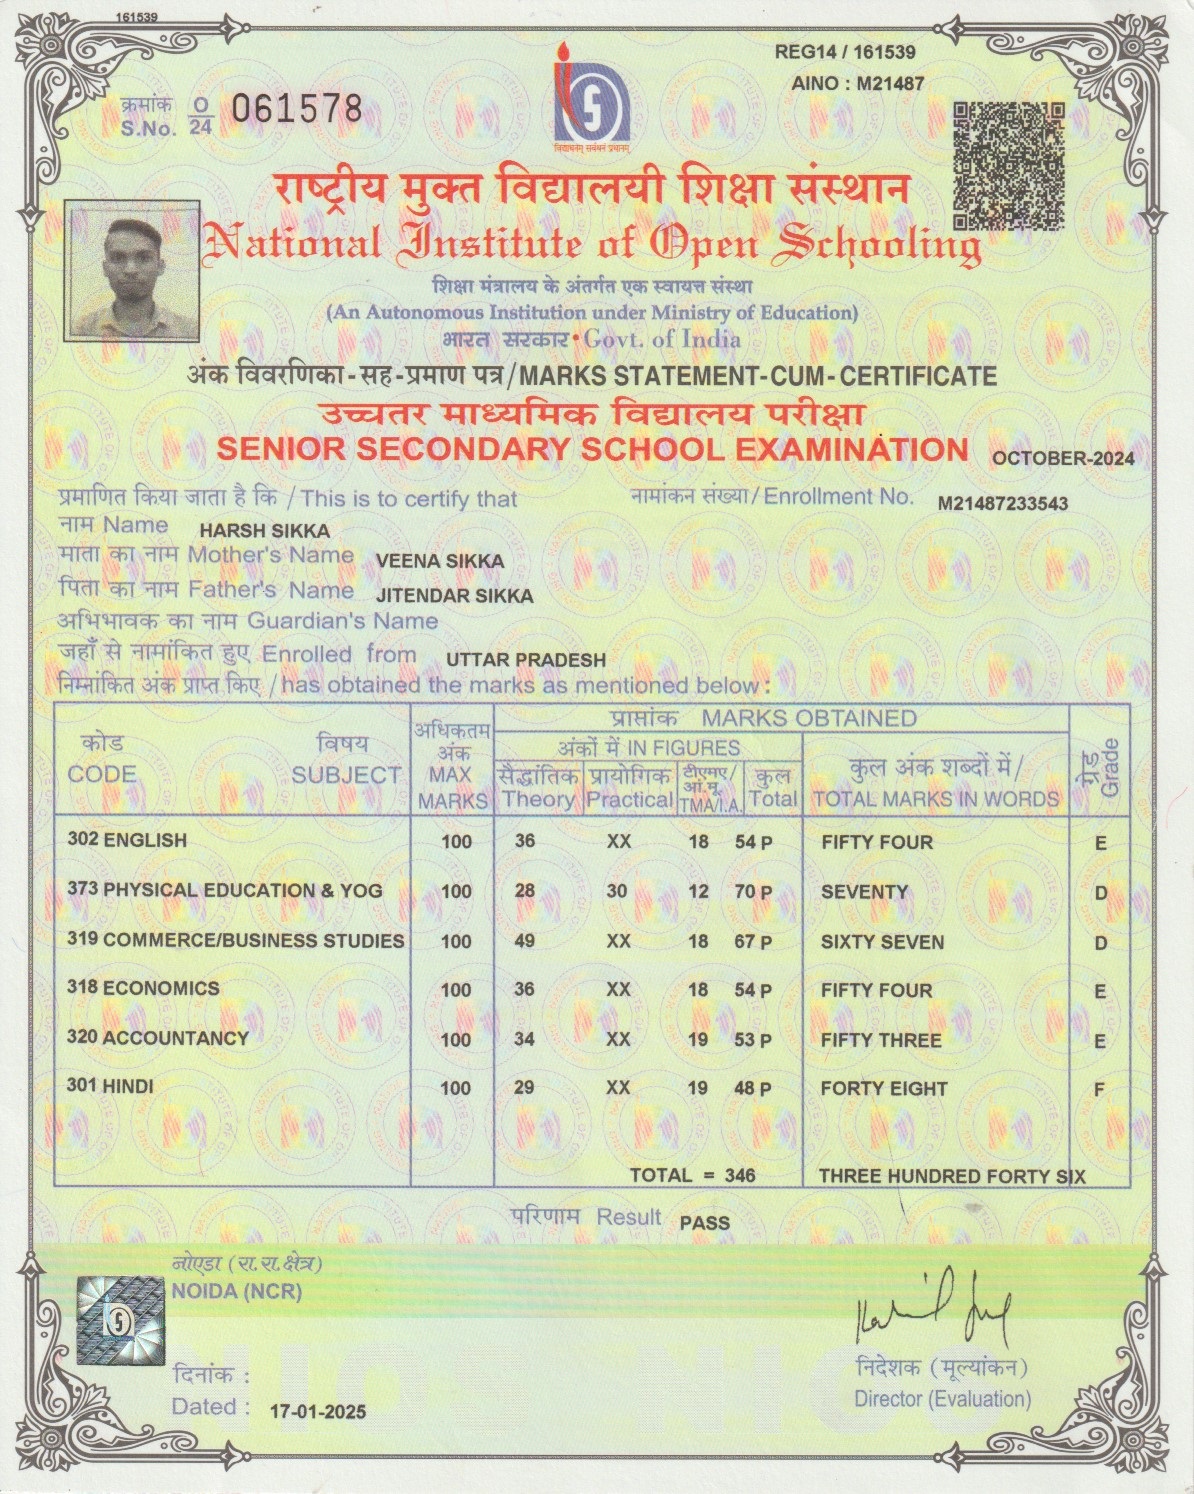 161539
REG14 / 161539
AINO : M21487
क्रमांक O 061578
S.No. 24
विद्याधनम् सर्वधन प्रधानम्
राष्ट्रीय मुक्त विद्यालयी शिक्षा संस्थान
National Institute of Open Schooling
शिक्षा मंत्रालय के अंतर्गत एक स्वायत्त संस्था
(An Autonomous Institution under Ministry of Education)
भारत सरकार•Govt. of India
अंक विवरणिका-सह-प्रमाण पत्र/MARKS STATEMENT-CUM-CERTIFICATE
उच्चतर माध्यमिक विद्यालय परीक्षा
SENIOR SECONDARY SCHOOL EXAMINATION OCTOBER-2024
प्रमाणित किया जाता है कि /This is to certify that नामांकन संख्या/Enrollment No. M21487233543
नाम Name HARSH SIKKA
माता का नाम Mother's Name VEENA SIKKA
पिता का नाम Father's Name JITENDAR SIKKA
अभिभावक का नाम Guardian's Name
जहाँ से नामांकित हुए Enrolled from UTTAR PRADESH
निम्नांकित अंक प्राप्त किए /has obtained the marks as mentioned below:
कोड CODE विषय SUBJECT अधिकतम अंक MAX MARKS प्राप्तांक MARKS OBTAINED ग्रेड Grade
अंकों में IN FIGURES कुल अंक शब्दों में/ TOTAL MARKS IN WORDS
सैद्धांतिक Theory प्रायोगिक Practical टीएमए/आं.मू. TMA/I.A. कुल Total
302 ENGLISH 100 36 XX 18 54 P FIFTY FOUR E
373 PHYSICAL EDUCATION & YOG 100 28 30 12 70 P SEVENTY D
319 COMMERCE/BUSINESS STUDIES 100 49 XX 18 67 P SIXTY SEVEN D
318 ECONOMICS 100 36 XX 18 54 P FIFTY FOUR E
320 ACCOUNTANCY 100 34 XX 19 53 P FIFTY THREE E
301 HINDI 100 29 XX 19 48 P FORTY EIGHT F
TOTAL = 346 THREE HUNDRED FORTY SIX
परिणाम Result PASS
नोएडा (रा.रा.क्षेत्र)
NOIDA (NCR)
दिनांक :
Dated : 17-01-2025
निदेशक (मूल्यांकन)
Director (Evaluation)